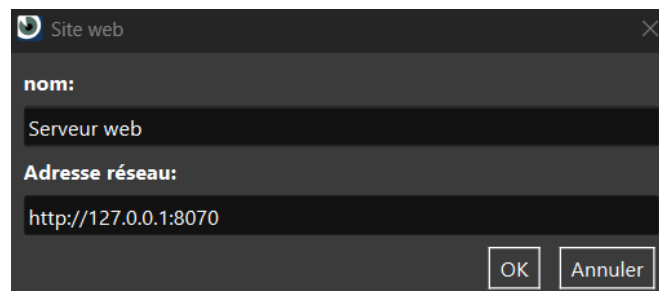 Site web
nom:
Serveur web
Adresse réseau:
http://127.0.0.1:8070
OK Annuler